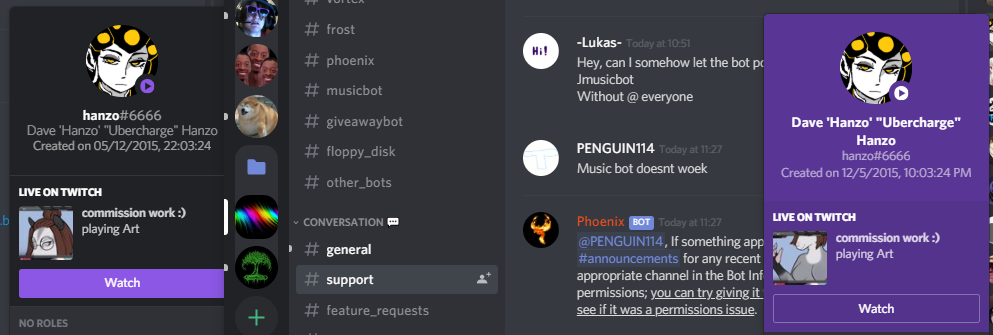 hanzo#6666
Dave 'Hanzo' "Ubercharge" Hanzo
Created on 05/12/2015, 22:03:24
LIVE ON TWITCH
commission work :)
playing Art
Watch
NO ROLES
vortex
# frost
# phoenix
# musicbot
# giveawaybot
# floppy_disk
# other_bots
CONVERSATION 💬
# general
# support
# feature_requests
Hi!
-Lukas- Today at 10:51
Hey, can I somehow let the bot po
Jmusicbot
Without @ everyone
PENGUIN114 Today at 11:27
Music bot doesnt woek
Phoenix BOT Today at 11:27
@PENGUIN114, If something app
#announcements for any recent
appropriate channel in the Bot Inf
permissions; you can try giving it
see if it was a permissions issue.
Dave 'Hanzo' "Ubercharge"
Hanzo
hanzo#6666
Created on 12/5/2015, 10:03:24 PM
LIVE ON TWITCH
commission work :)
playing Art
Watch